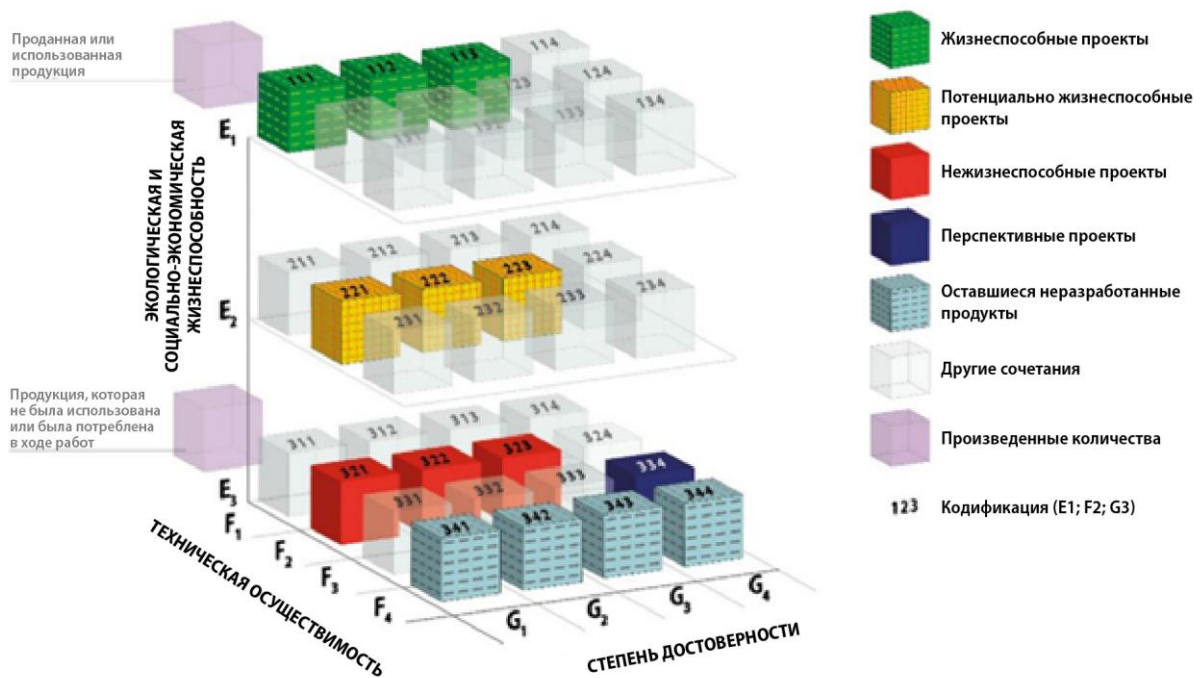 Проданная или
использованная
продукция
ЭКОЛОГИЧЕСКАЯ И
СОЦИАЛЬНО-ЭКОНОМИЧЕСКАЯ
ЖИЗНЕСПОСОБНОСТЬ
E1
111
112
113
114
123
124
131
132
133
134
E2
211
212
213
214
221
222
223
224
231
232
233
234
Продукция, которая
не была использована
или была потреблена
в ходе работ
E3
311
312
313
314
321
322
323
324
331
332
333
334
341
342
343
344
F1
F2
F3
F4
ТЕХНИЧЕСКАЯ ОСУЩЕСТВИМОСТЬ
G1
G2
G3
G4
СТЕПЕНЬ ДОСТОВЕРНОСТИ
Жизнеспособные проекты
Потенциально жизнеспособные
проекты
Нежизнеспособные проекты
Перспективные проекты
Оставшиеся неразработанные
продукты
Другие сочетания
Произведенные количества
123 Кодификация (E1; F2; G3)